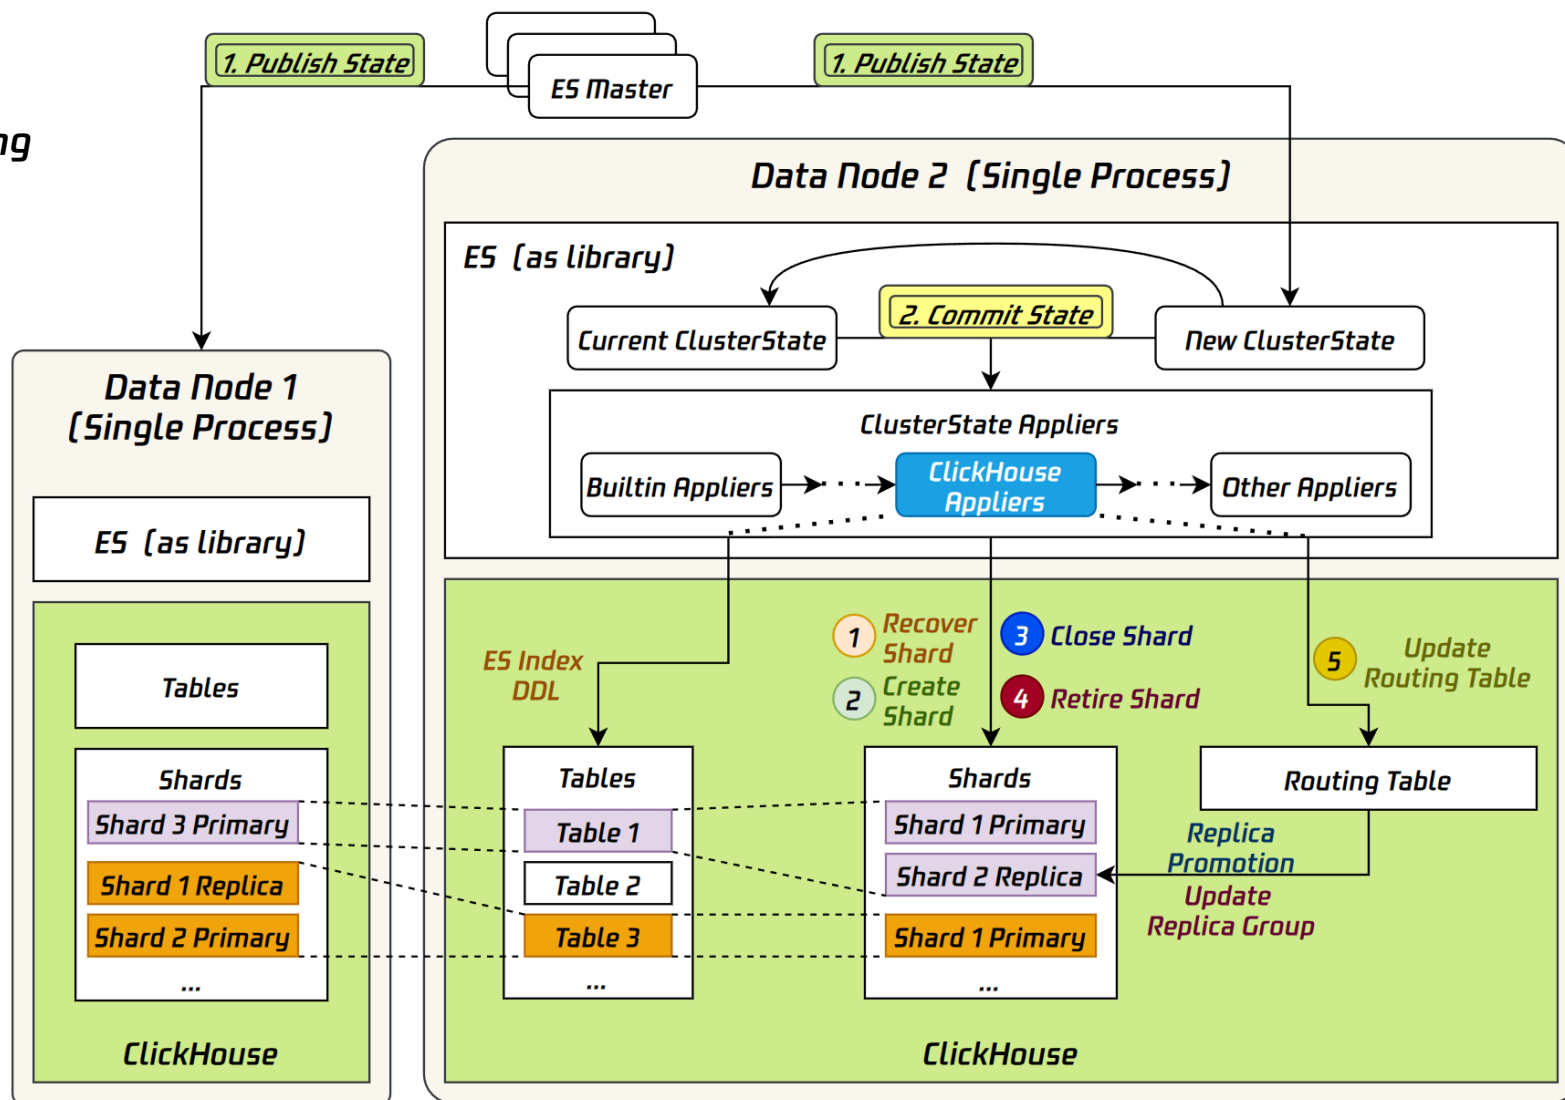 1. Publish State
ES Master
1. Publish State
ng
Data Node 2 (Single Process)
ES (as library)
2. Commit State
Current ClusterState
New ClusterState
Data Node 1
(Single Process)
ClusterState Appliers
Builtin Appliers
ClickHouse
Appliers
Other Appliers
ES (as library)
ES Index
DDL
1
Recover
Shard
2
Create
Shard
3
Close Shard
4
Retire Shard
5
Update
Routing Table
Tables
Shards
Shard 3 Primary
Shard 1 Replica
Shard 2 Primary
...
ClickHouse
Tables
Table 1
Table 2
Table 3
...
Shards
Shard 1 Primary
Shard 2 Replica
Shard 1 Primary
...
Routing Table
Replica
Promotion
Update
Replica Group
ClickHouse